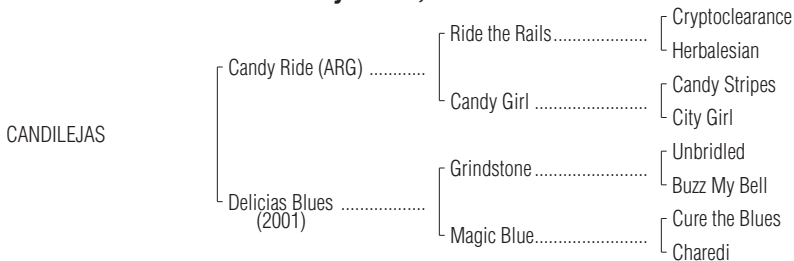 Cryptoclearance
Ride the Rails....................
Herbalesian
Candy Ride (ARG) ............
Candy Stripes
Candy Girl ........................
City Girl
CANDILEJAS
Unbridled
Grindstone ........................
Buzz My Bell
Delicias Blues ..................
(2001)
Cure the Blues
Magic Blue........................
Charedi